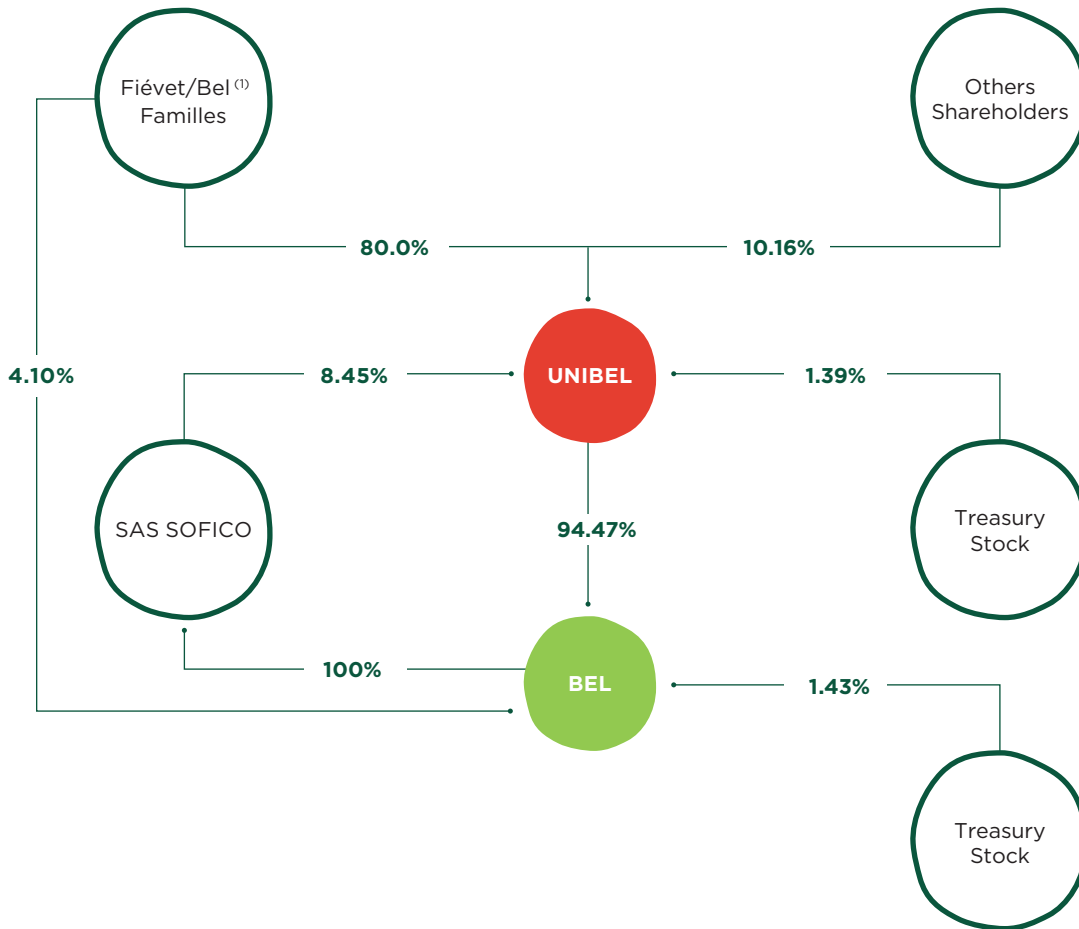 Fiévet/Bel (1)
Familles
Others
Shareholders
80.0%
10.16%
4.10%
8.45%
UNIBEL
1.39%
SAS SOFICO
94.47%
Treasury
Stock
100%
BEL
1.43%
Treasury
Stock